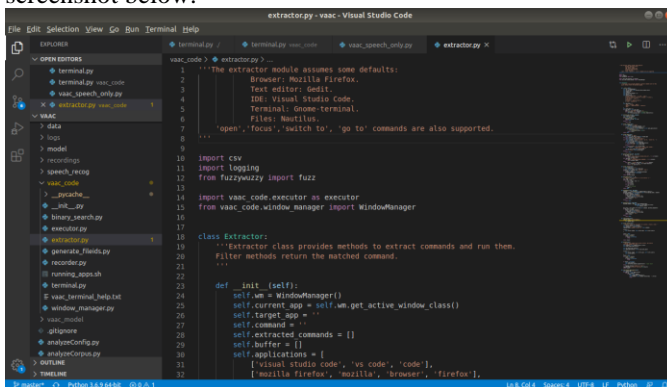 screenshot below:
extractor.py - vaac - Visual Studio Code
File Edit Selection View Go Run Terminal Help
EXPLORER
terminal.py /
terminal.py vaac_code
vaac_speech_only.py
extractor.py ×
OPEN EDITORS
terminal.py
terminal.py vaac_code
vaac_speech_only.py
× extractor.py vaac_code 1
VAAC
> data
> logs
> model
> recordings
> speech_recog
vaac_code
> __pycache__
__init__.py
binary_search.py
executor.py
extractor.py 1
generate_fileids.py
recorder.py
running_apps.sh
terminal.py
vaac_terminal_help.txt
window_manager.py
> vaac_model
.gitignore
analyzeConfig.py
analyzeCorpus.py
> OUTLINE
> TIMELINE
vaac_code > extractor.py > ...
1 '''The extractor module assumes some defaults:
2 Browser: Mozilla Firefox.
3 Text editor: Gedit.
4 IDE: Visual Studio Code.
5 Terminal: Gnome-terminal.
6 Files: Nautilus.
7 'open','focus','switch to', 'go to' commands are also supported.
8 '''
9
10 import csv
11 import logging
12 from fuzzywuzzy import fuzz
13
14 import vaac_code.executor as executor
15 from vaac_code.window_manager import WindowManager
16
17
18 class Extractor:
19 '''Extractor class provides methods to extract commands and run them.
20 Filter methods return the matched command.
21 '''
22
23 def __init__(self):
24 self.wm = WindowManager()
25 self.current_app = self.wm.get_active_window_class()
26 self.target_app = ''
27 self.command = ''
28 self.extracted_commands = []
29 self.buffer = []
30 self.applications = [
31 ['visual studio code', 'vs code', 'code'],
32 ['mozilla firefox', 'mozilla', 'browser', 'firefox'],
master* Python 3.6.9 64-bit 0 1 Ln 8, Col 4 Spaces: 4 UTF-8 LF Python